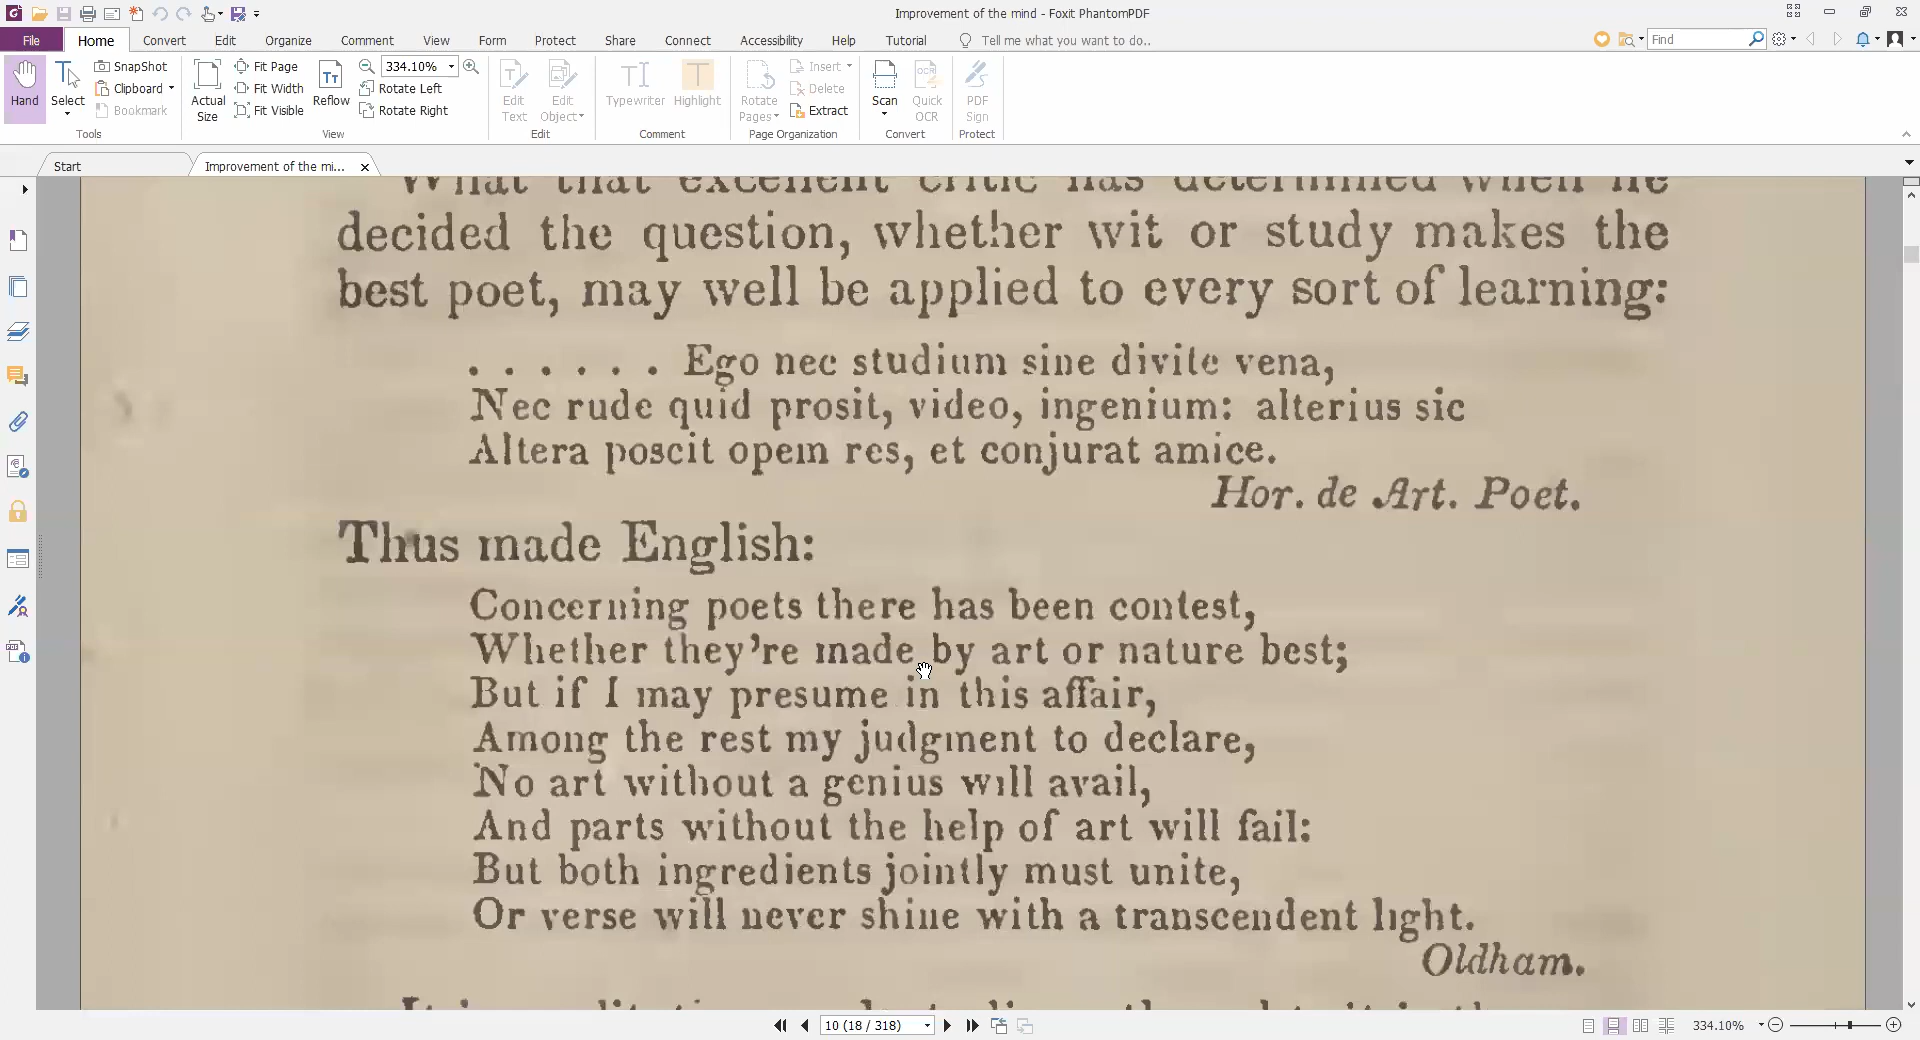 Improvement of the mind - Foxit PhantomPDF
File Home Convert Edit Organize Comment View Form Protect Share Connect Accessibility Help Tutorial Tell me what you want to do.. Find
Hand
Select
SnapShot
Clipboard
Bookmark
Tools
Actual Size
Fit Page
Fit Width
Fit Visible
Reflow
334.10%
Rotate Left
Rotate Right
View
Edit Text
Edit Object
Edit
Typewriter
Highlight
Comment
Rotate Pages
Insert
Delete
Extract
Page Organization
Scan
Quick OCR
Convert
PDF Sign
Protect
Start
Improvement of the mi...
What that excellent critic has determined when he
decided the question, whether wit or study makes the
best poet, may well be applied to every sort of learning:
. . . . . . Ego nec studium sine divite vena,
Nec rude quid prosit, video, ingenium: alterius sic
Altera poscit opem res, et conjurat amice.
Hor. de Art. Poet.
Thus made English:
Concerning poets there has been contest,
Whether they're made by art or nature best;
But if I may presume in this affair,
Among the rest my judgment to declare,
No art without a genius will avail,
And parts without the help of art will fail:
But both ingredients jointly must unite,
Or verse will never shine with a transcendent light.
Oldham.
10 (18 / 318)
334.10%